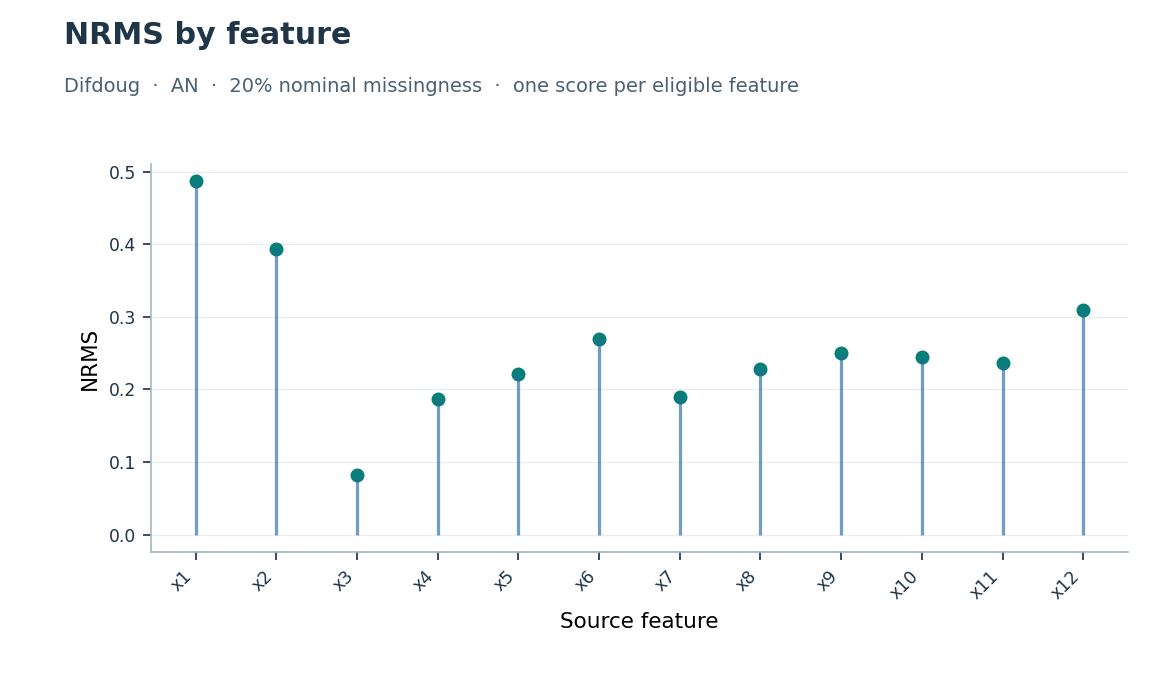 NRMS by feature
Difdoug · AN · 20% nominal missingness · one score per eligible feature
0.5
0.4
0.3
0.2
0.1
0.0
NRMS
x1 x2 x3 x4 x5 x6 x7 x8 x9 x10 x11 x12
Source feature